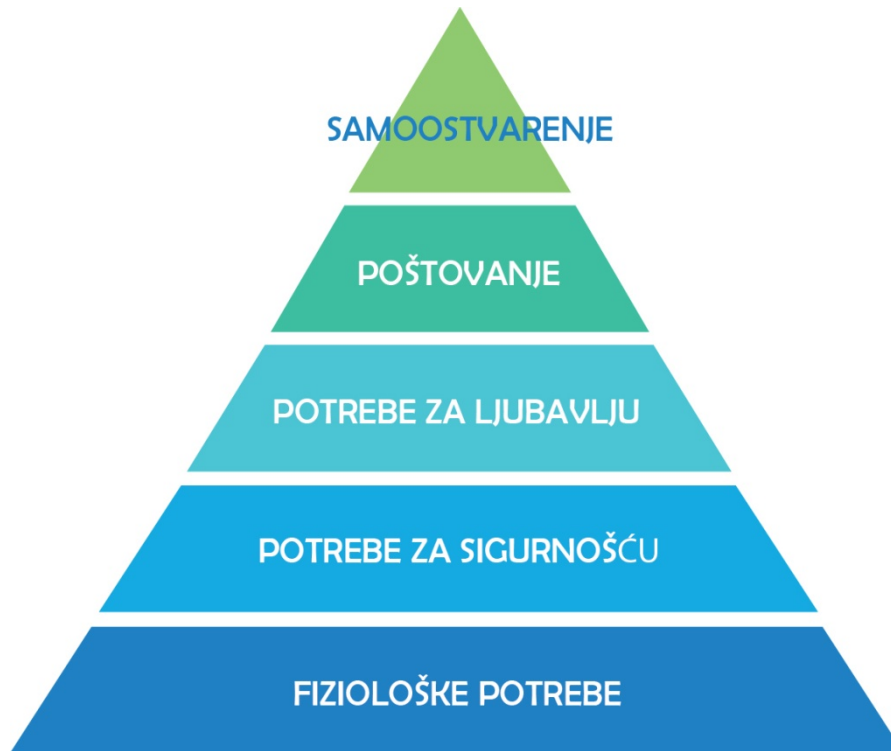 SAMOOSTVARENJE
POŠTOVANJE
POTREBE ZA LJUBAVLJU
POTREBE ZA SIGURNOŠĆU
FIZIOLOŠKE POTREBE